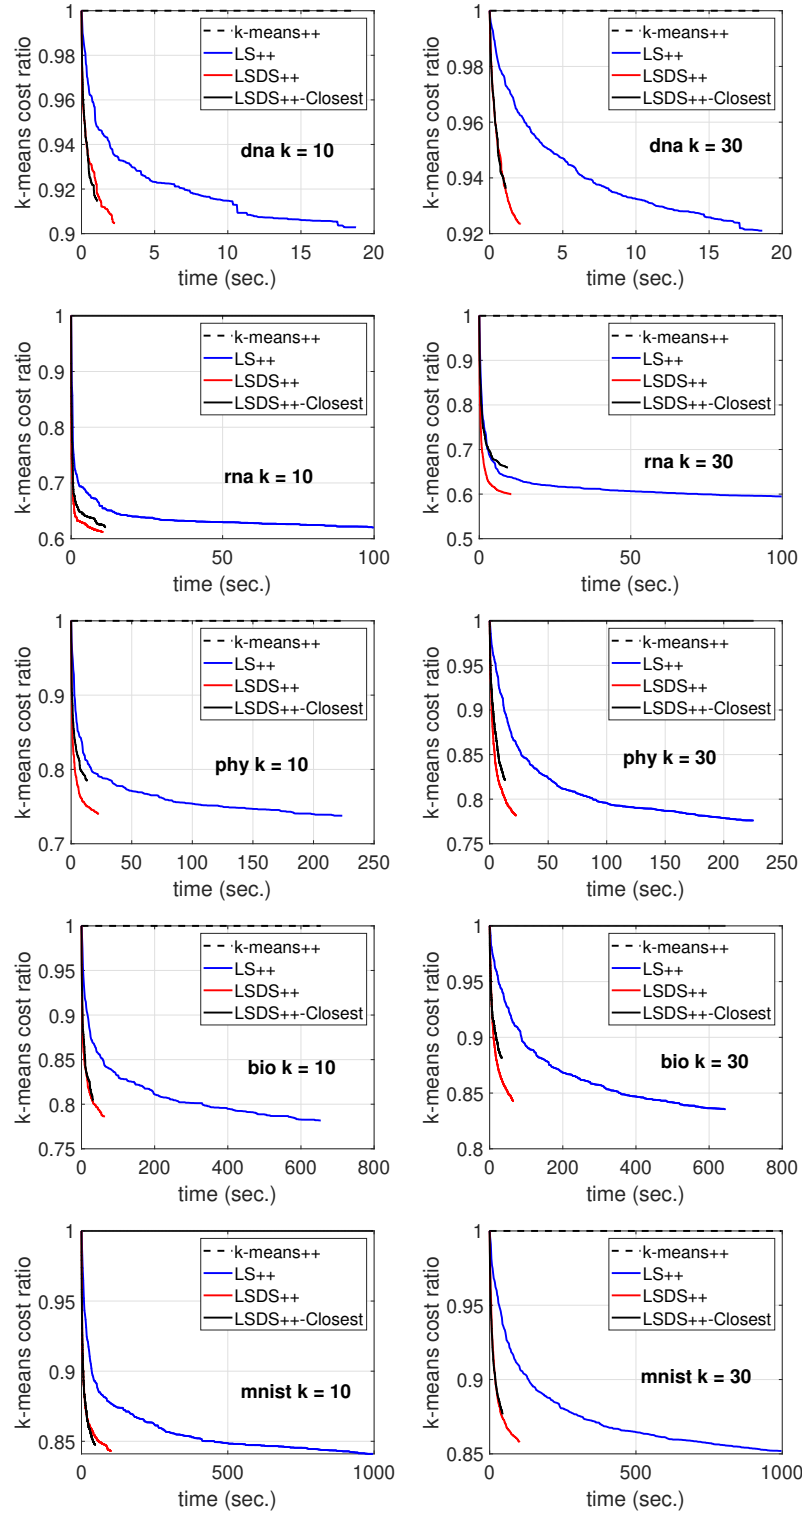 k-means cost ratio
1
0.98
0.96
0.94
0.92
0.9
k-means++
LS++
LSDS++
LSDS++-Closest
dna k = 10
0 5 10 15 20
time (sec.)
k-means cost ratio
1
0.98
0.96
0.94
0.92
k-means++
LS++
LSDS++
LSDS++-Closest
dna k = 30
0 5 10 15 20
time (sec.)
k-means cost ratio
1
0.9
0.8
0.7
0.6
k-means++
LS++
LSDS++
LSDS++-Closest
rna k = 10
0 50 100
time (sec.)
k-means cost ratio
1
0.9
0.8
0.7
0.6
0.5
k-means++
LS++
LSDS++
LSDS++-Closest
rna k = 30
0 50 100
time (sec.)
k-means cost ratio
1
0.9
0.8
0.7
k-means++
LS++
LSDS++
LSDS++-Closest
phy k = 10
0 50 100 150 200 250
time (sec.)
k-means cost ratio
1
0.95
0.9
0.85
0.8
0.75
k-means++
LS++
LSDS++
LSDS++-Closest
phy k = 30
0 50 100 150 200 250
time (sec.)
k-means cost ratio
1
0.95
0.9
0.85
0.8
0.75
k-means++
LS++
LSDS++
LSDS++-Closest
bio k = 10
0 200 400 600 800
time (sec.)
k-means cost ratio
1
0.95
0.9
0.85
0.8
k-means++
LS++
LSDS++
LSDS++-Closest
bio k = 30
0 200 400 600 800
time (sec.)
k-means cost ratio
1
0.95
0.9
0.85
k-means++
LS++
LSDS++
LSDS++-Closest
mnist k = 10
0 500 1000
time (sec.)
k-means cost ratio
1
0.95
0.9
0.85
k-means++
LS++
LSDS++
LSDS++-Closest
mnist k = 30
0 500 1000
time (sec.)